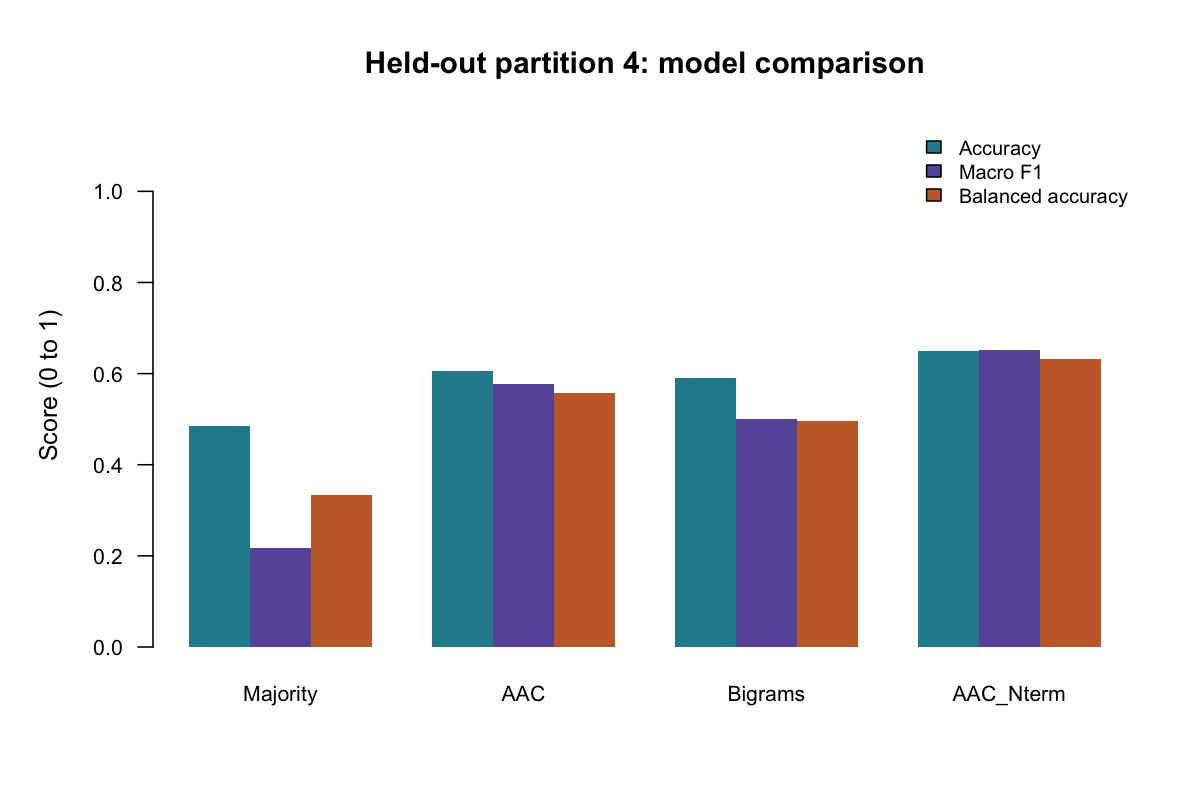 Held-out partition 4: model comparison
Accuracy
Macro F1
Balanced accuracy
Score (0 to 1)
1.0
0.8
0.6
0.4
0.2
0.0
Majority
AAC
Bigrams
AAC_Nterm